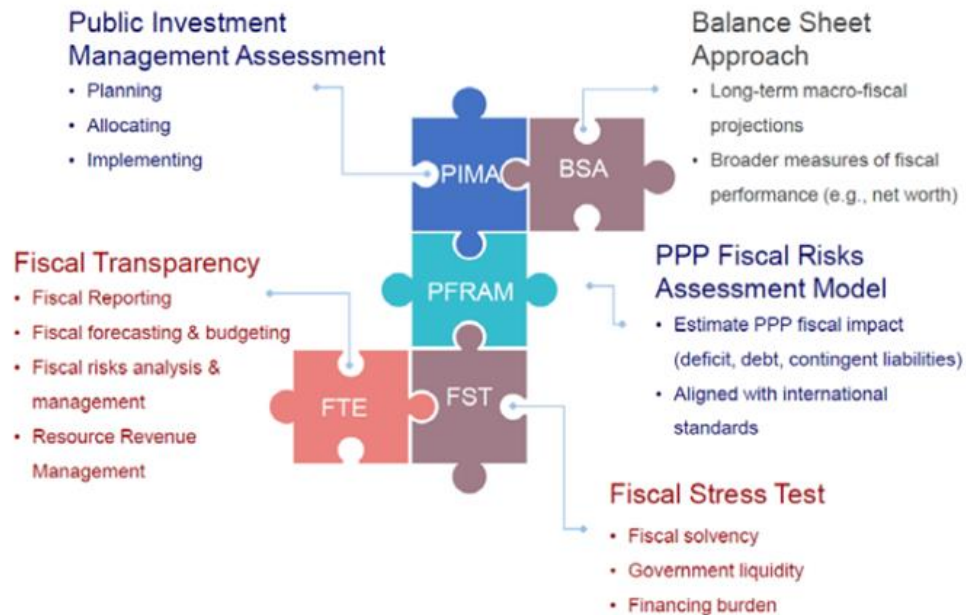 Public Investment
Management Assessment
• Planning
• Allocating
• Implementing
Balance Sheet
Approach
• Long-term macro-fiscal
projections
• Broader measures of fiscal
performance (e.g., net worth)
PIMA
BSA
Fiscal Transparency
• Fiscal Reporting
• Fiscal forecasting & budgeting
• Fiscal risks analysis &
management
• Resource Revenue
Management
PFRAM
PPP Fiscal Risks
Assessment Model
• Estimate PPP fiscal impact
(deficit, debt, contingent liabilities)
• Aligned with international
standards
FTE
FST
Fiscal Stress Test
• Fiscal solvency
• Government liquidity
• Financing burden